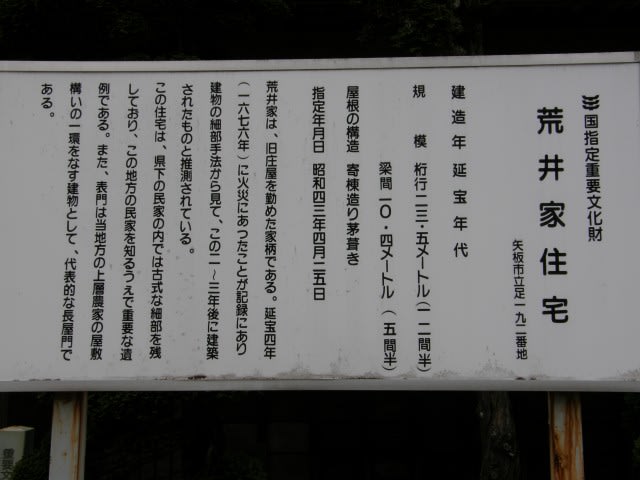 国指定重要文化財
荒井家住宅
矢板市立足一九二番地
建造年 延宝年代
規模 桁行二三・五メートル(一二間半)
梁間一〇・四メートル(五間半)
屋根の構造 寄棟造り茅葺き
指定年月日 昭和四三年四月二五日
荒井家は、旧庄屋を勤めた家柄である。延宝四年
(一六七六年)に火災にあったことが記録にあり
建物の細部手法から見て、この二〜三年後に建築
されたものと推測されている。
この住宅は、県下の民家の内では古式な細部を残
しており、この地方の民家を知るうえで重要な遺
例である。また、表門は当地方の上層農家の屋敷
構いの一環をなす建物として、代表的な長屋門で
ある。
重要文